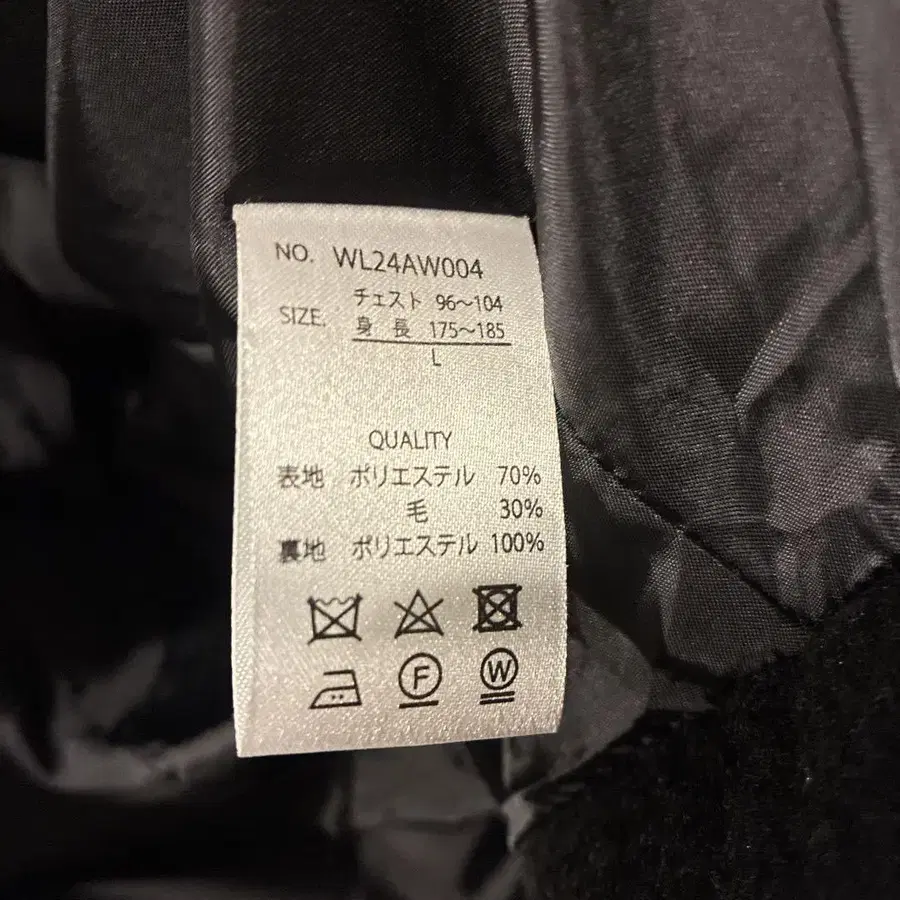 NO. WL24AW004
SIZE. チェスト 96～104
身 長 175～185
L
QUALITY
表地 ポリエステル 70%
毛 30%
裏地 ポリエステル 100%
F W